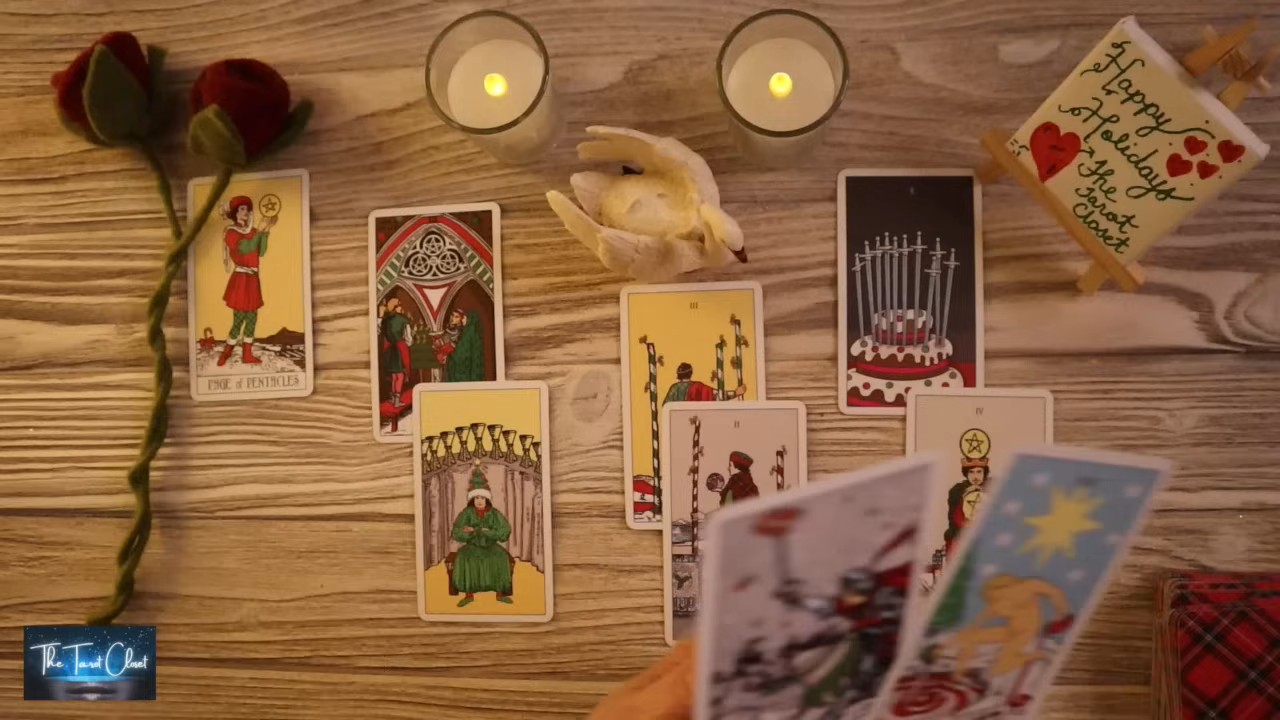 Happy
Holidays
The
Tarot
Closet
III
II
IV
PAGE of PENTACLES
The Tarot Closet